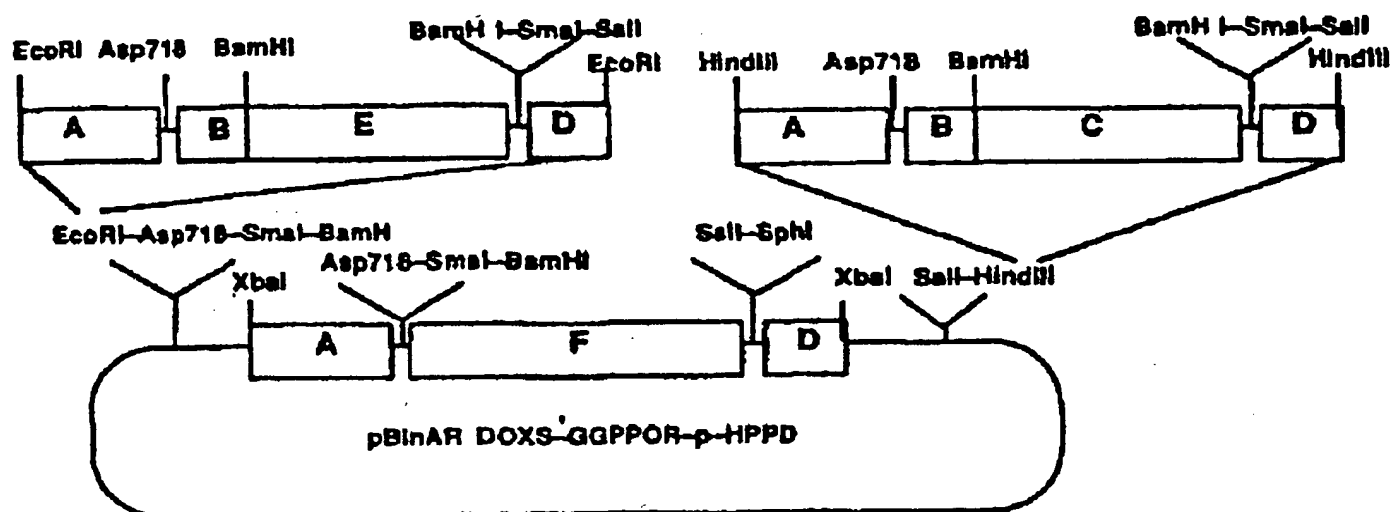 BamH I-SmaI-SalI
BamH I-SmaI-SalI
EcoRI Asp718 BamHI
EcoRI HindIII Asp718 BamHI
HindIII
A B E D
A B C D
EcoRI-Asp718-SmaI-BamH
SalI-SphI
XbaI Asp718-SmaI-BamHI
XbaI SalI-HindIII
A F D
pBinAR DOXS-GGPPOR-p-HPPD